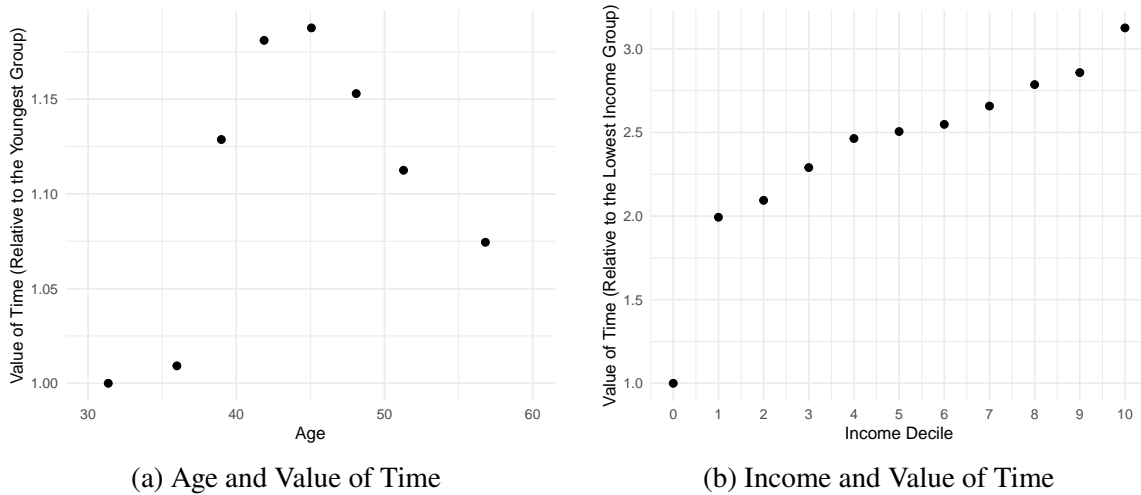 Value of Time (Relative to the Youngest Group)
1.15
1.10
1.05
1.00
30 40 50 60
Age
(a) Age and Value of Time
Value of Time (Relative to the Lowest Income Group)
3.0
2.5
2.0
1.5
1.0
0 1 2 3 4 5 6 7 8 9 10
Income Decile
(b) Income and Value of Time